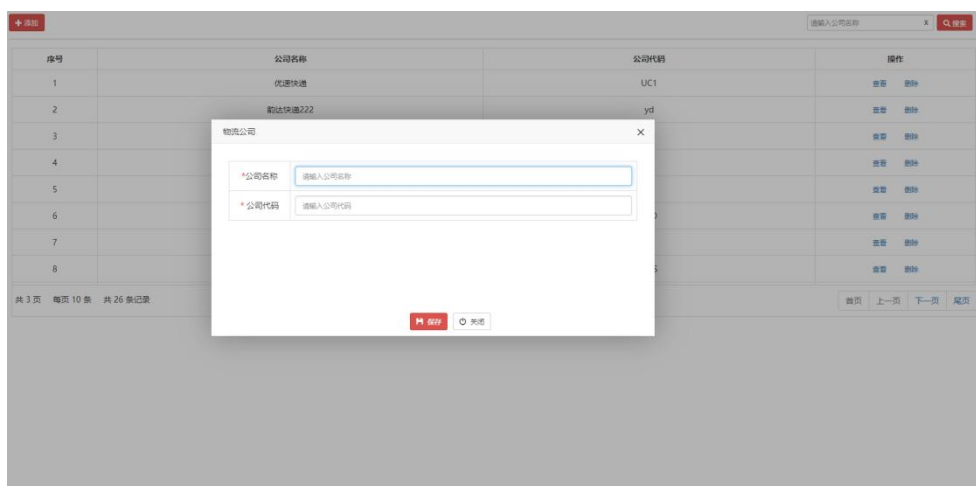 添加
请输入公司名称 x 搜索
序号 公司名称 公司代码 操作
1 优速快递 UC1 查看 删除
2 韵达快递222 yd 查看 删除
3 查看 删除
4 查看 删除
5 查看 删除
6 查看 删除
7 查看 删除
8 查看 删除
物流公司 ×
*公司名称 请输入公司名称
* 公司代码 请输入公司代码
保存 关闭
共 3 页 每页 10 条 共 26 条记录
首页 上一页 下一页 尾页